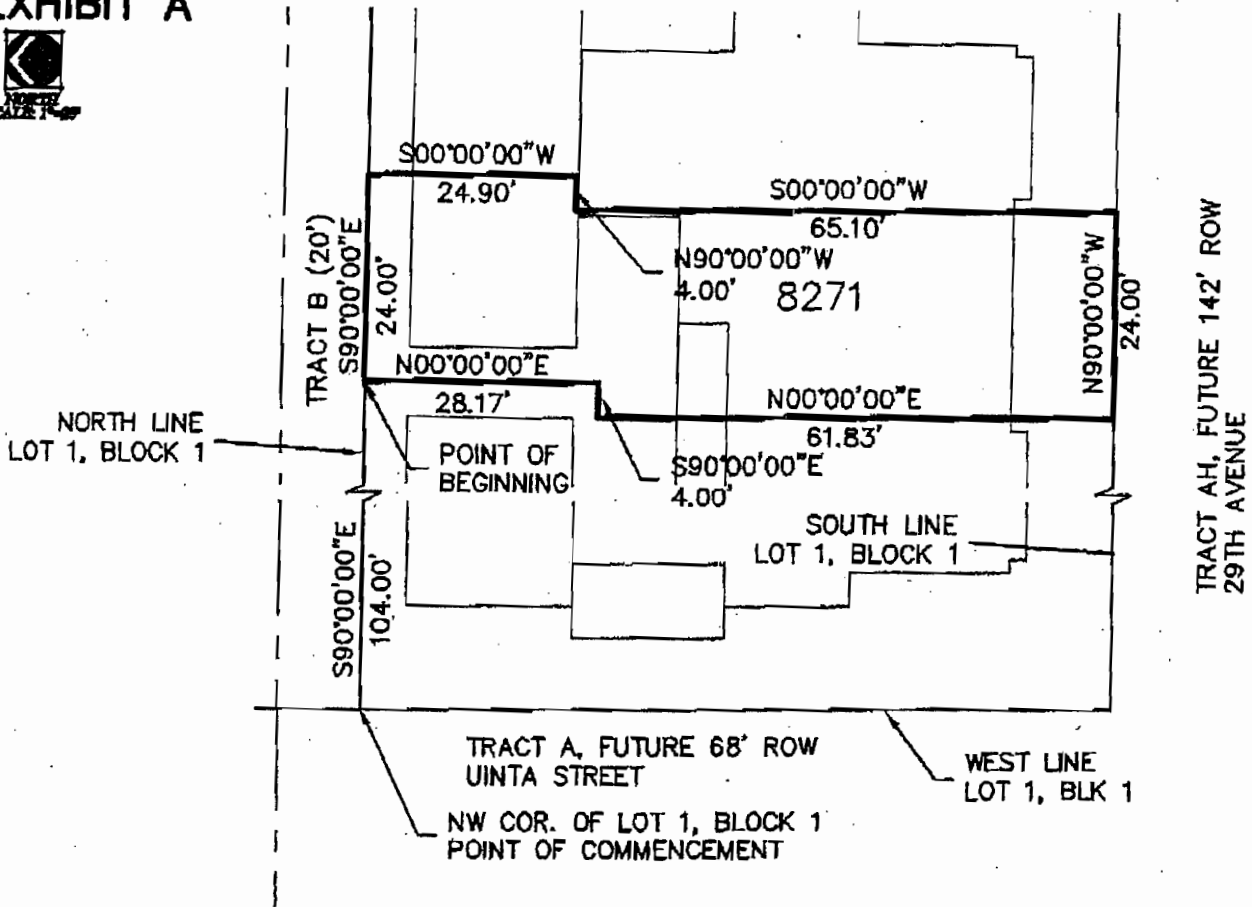 EXHIBIT A
NORTH
S00°00'00"W
24.90'
S00°00'00"W
65.10'
N90°00'00"W
4.00'
8271
TRACT B (20')
S90°00'00"E
24.00'
N90°00'00"W
24.00'
TRACT AH, FUTURE 142' ROW
29TH AVENUE
N00°00'00"E
28.17'
N00°00'00"E
61.83'
NORTH LINE
LOT 1, BLOCK 1
POINT OF
BEGINNING
S90°00'00"E
4.00'
SOUTH LINE
LOT 1, BLOCK 1
S90°00'00"E
104.00'
TRACT A, FUTURE 68' ROW
UINTA STREET
WEST LINE
LOT 1, BLK 1
NW COR. OF LOT 1, BLOCK 1
POINT OF COMMENCEMENT